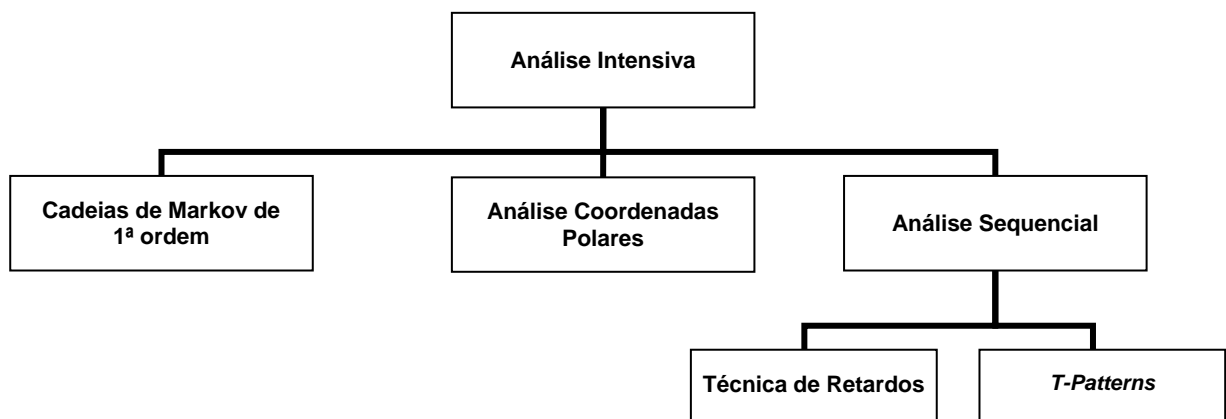 Análise Intensiva
Cadeias de Markov de
1ª ordem
Análise Coordenadas
Polares
Análise Sequencial
Técnica de Retardos
T-Patterns